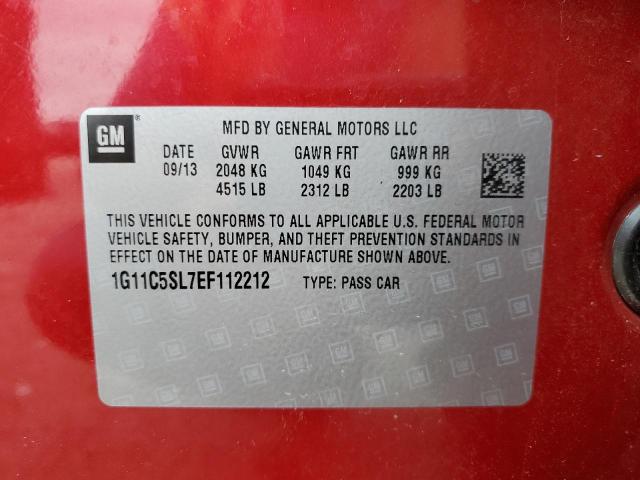 GM ®
MFD BY GENERAL MOTORS LLC
DATE GVWR GAWR FRT GAWR RR
09/13 2048 KG 1049 KG 999 KG
4515 LB 2312 LB 2203 LB
THIS VEHICLE CONFORMS TO ALL APPLICABLE U.S. FEDERAL MOTOR
VEHICLE SAFETY, BUMPER, AND THEFT PREVENTION STANDARDS IN
EFFECT ON THE DATE OF MANUFACTURE SHOWN ABOVE.
1G11C5SL7EF112212 TYPE: PASS CAR